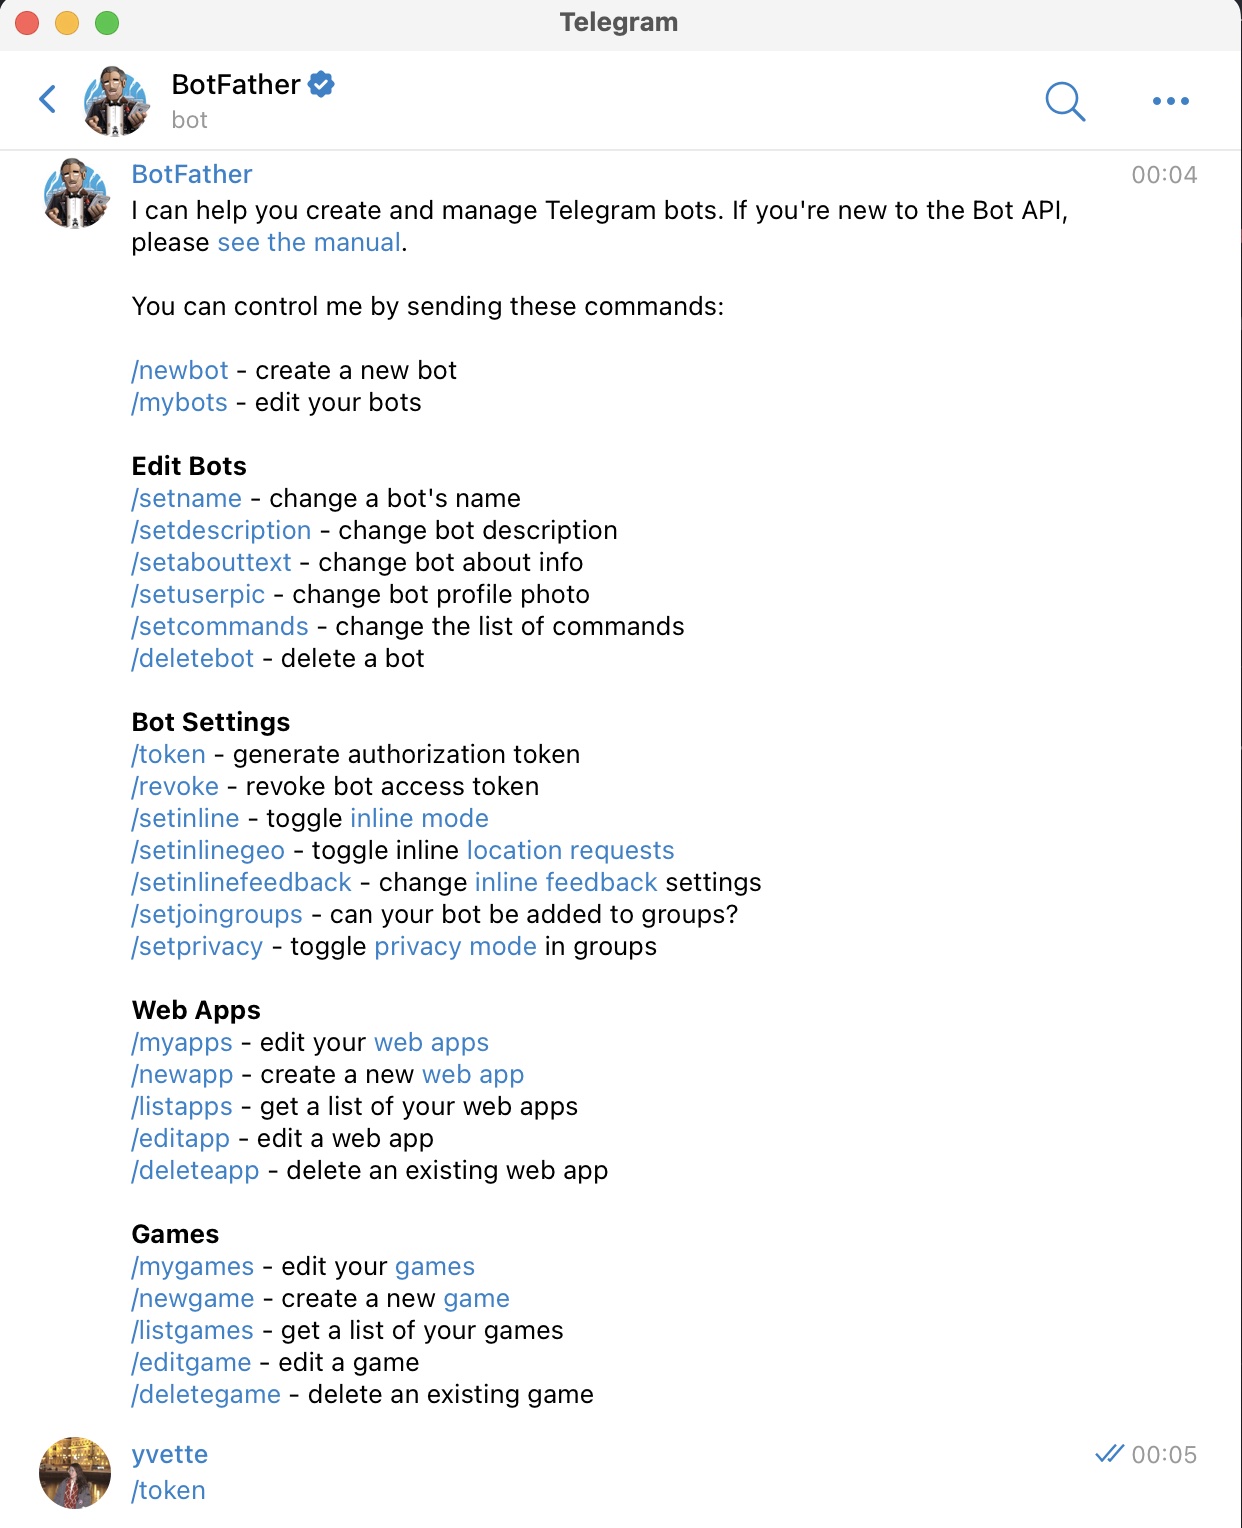 Telegram
BotFather
bot
BotFather
00:04
I can help you create and manage Telegram bots. If you're new to the Bot API,
please see the manual.
You can control me by sending these commands:
/newbot - create a new bot
/mybots - edit your bots
Edit Bots
/setname - change a bot's name
/setdescription - change bot description
/setabouttext - change bot about info
/setuserpic - change bot profile photo
/setcommands - change the list of commands
/deletebot - delete a bot
Bot Settings
/token - generate authorization token
/revoke - revoke bot access token
/setinline - toggle inline mode
/setinlinegeo - toggle inline location requests
/setinlinefeedback - change inline feedback settings
/setjoingroups - can your bot be added to groups?
/setprivacy - toggle privacy mode in groups
Web Apps
/myapps - edit your web apps
/newapp - create a new web app
/listapps - get a list of your web apps
/editapp - edit a web app
/deleteapp - delete an existing web app
Games
/mygames - edit your games
/newgame - create a new game
/listgames - get a list of your games
/editgame - edit a game
/deletegame - delete an existing game
yvette
00:05
/token